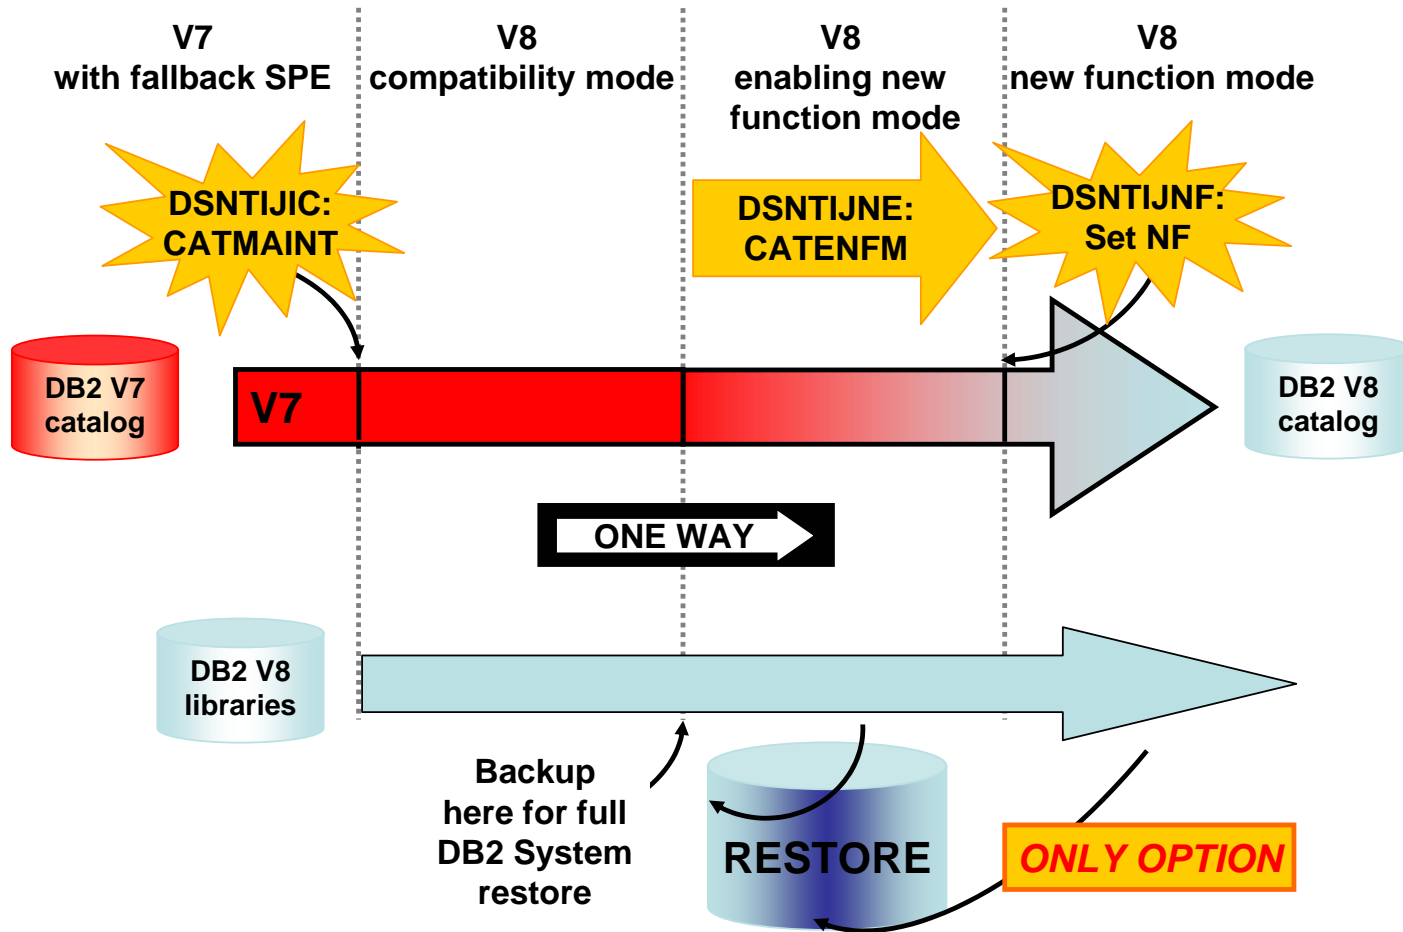 V7
with fallback SPE
V8
compatibility mode
V8
enabling new
function mode
V8
new function mode
DSNTIJIC:
CATMAINT
DSNTIJNE:
CATENFM
DSNTIJNF:
Set NF
DB2 V7
catalog
V7
DB2 V8
catalog
ONE WAY
DB2 V8
libraries
Backup
here for full
DB2 System
restore
RESTORE
ONLY OPTION